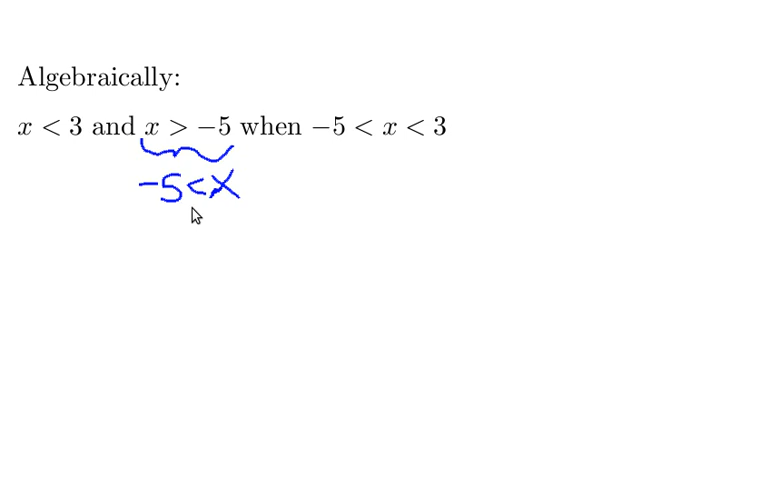 Algebraically:
x < 3 and x > −5 when −5 < x < 3
-5<x